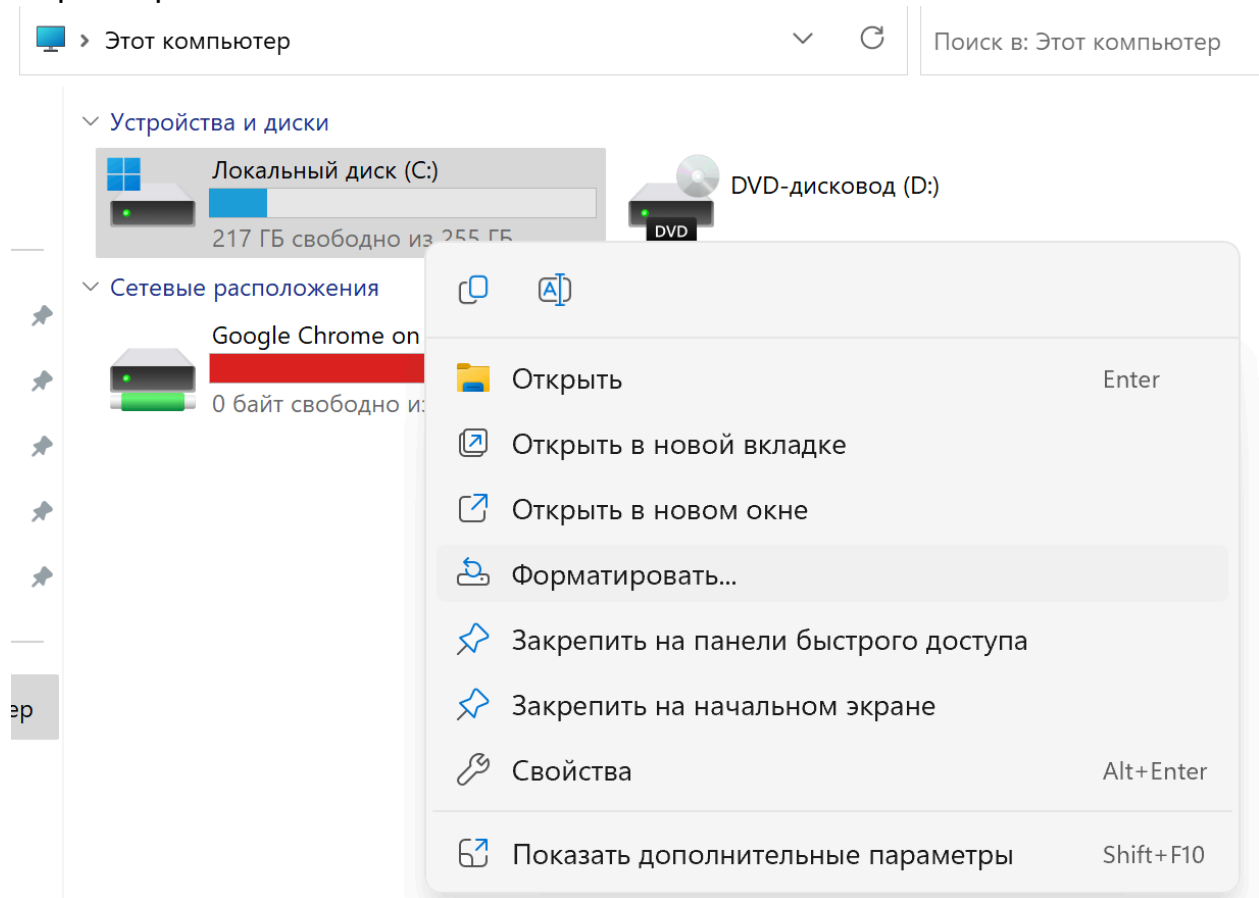 Этот компьютер
Поиск в: Этот компьютер
Устройства и диски
Локальный диск (C:)
217 ГБ свободно из 255 ГБ
DVD-дисковод (D:)
DVD
Сетевые расположения
Google Chrome on
0 байт свободно
A
Открыть Enter
Открыть в новой вкладке
Открыть в новом окне
Форматировать...
Закрепить на панели быстрого доступа
Закрепить на начальном экране
ер
Свойства Alt+Enter
Показать дополнительные параметры Shift+F10